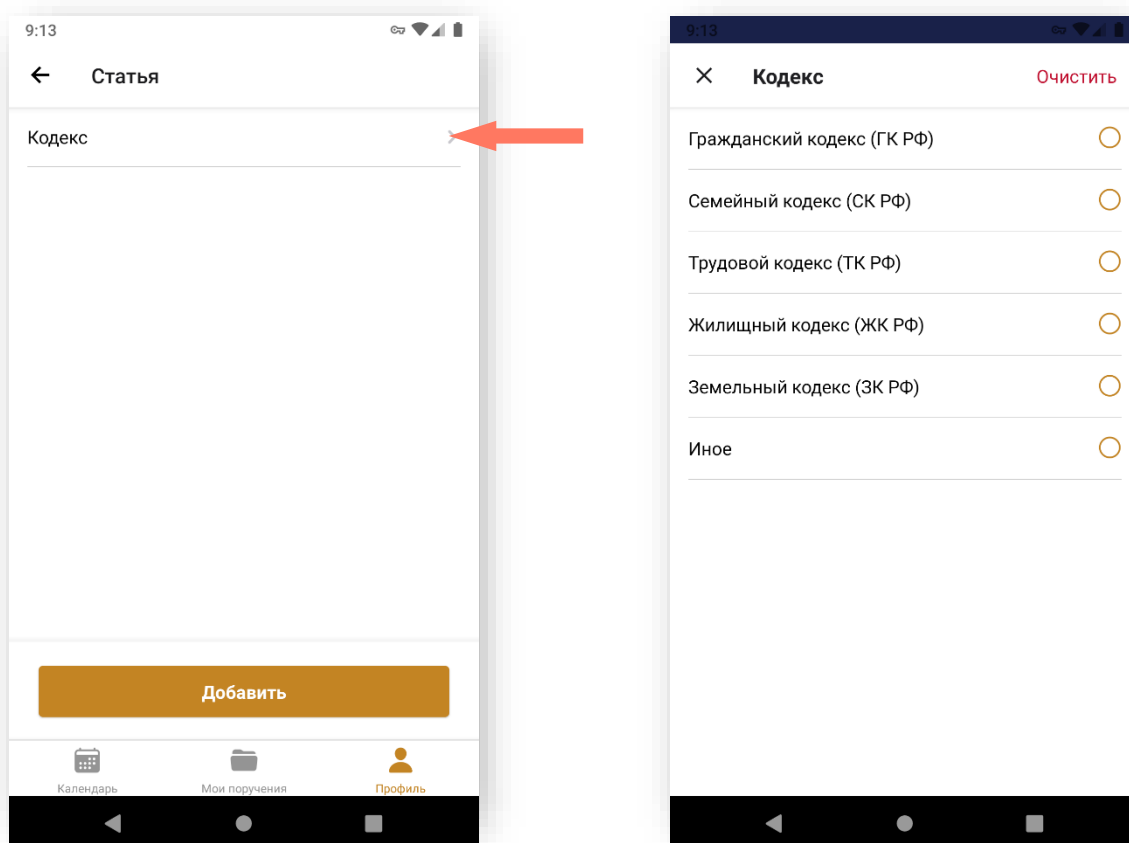 9:13
Статья
Кодекс
Добавить
Календарь
Мои поручения
Профиль
9:13
Кодекс
Очистить
Гражданский кодекс (ГК РФ)
Семейный кодекс (СК РФ)
Трудовой кодекс (ТК РФ)
Жилищный кодекс (ЖК РФ)
Земельный кодекс (ЗК РФ)
Иное